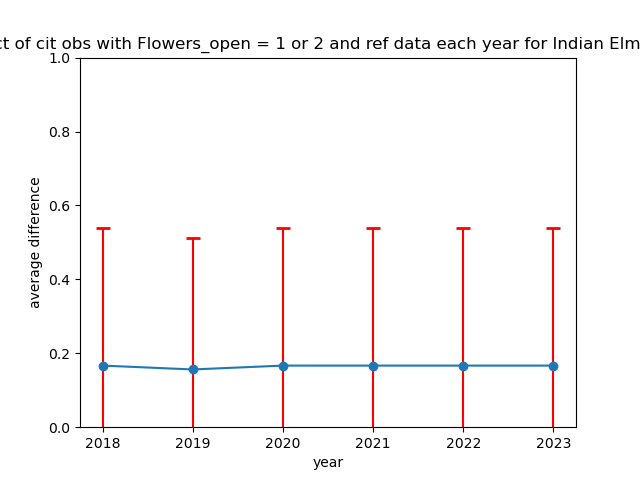 ct of cit obs with Flowers_open = 1 or 2 and ref data each year for Indian Elm
1.0
0.8
0.6
0.4
0.2
0.0
average difference
2018 2019 2020 2021 2022 2023
year